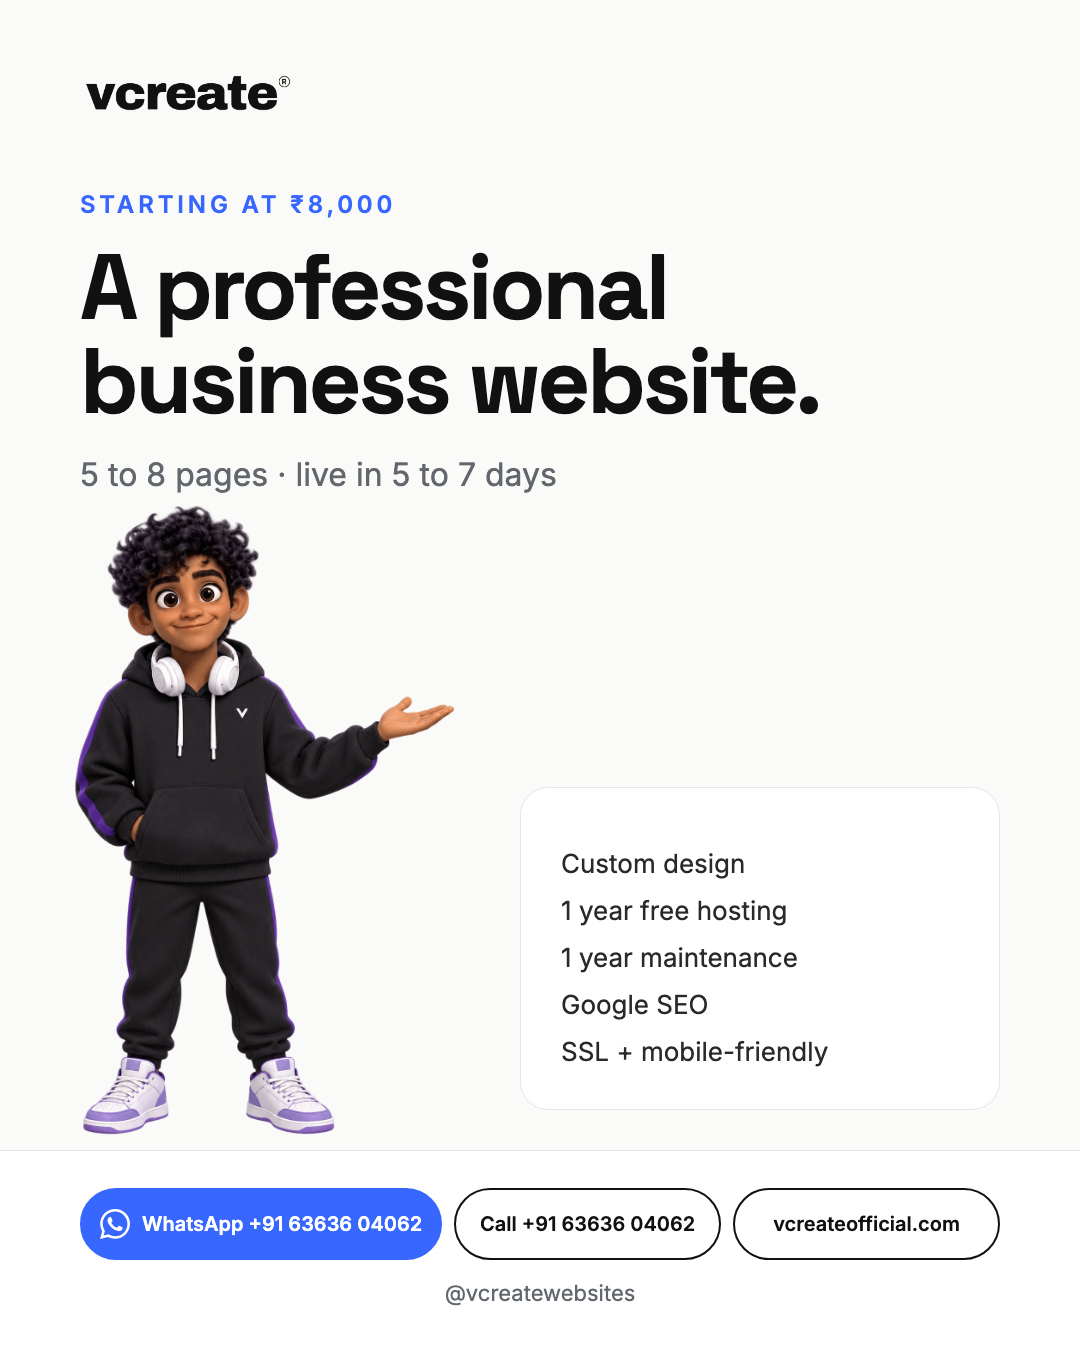 vcreate®
STARTING AT ₹8,000
A professional
business website.
5 to 8 pages · live in 5 to 7 days
V
Custom design
1 year free hosting
1 year maintenance
Google SEO
SSL + mobile-friendly
WhatsApp +91 63636 04062
Call +91 63636 04062
vcreateofficial.com
@vcreatewebsites